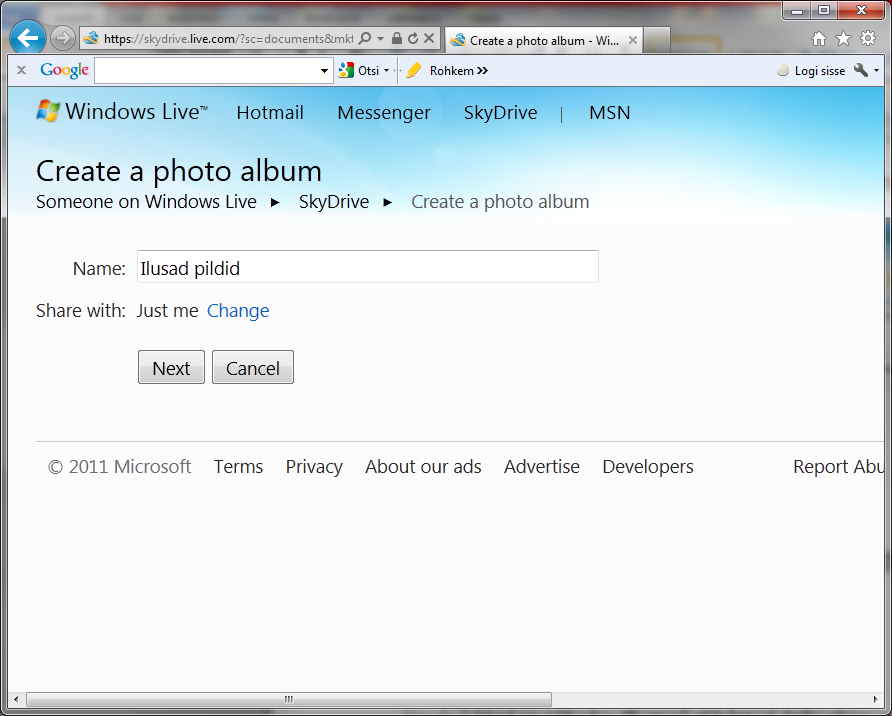 https://skydrive.live.com/?sc=documents&mkt
Create a photo album - Wi...
x Google Otsi Rohkem >> Logi sisse
Windows Live™ Hotmail Messenger SkyDrive | MSN
Create a photo album
Someone on Windows Live ▸ SkyDrive ▸ Create a photo album
Name: Ilusad pildid
Share with: Just me Change
Next Cancel
© 2011 Microsoft Terms Privacy About our ads Advertise Developers Report Abu